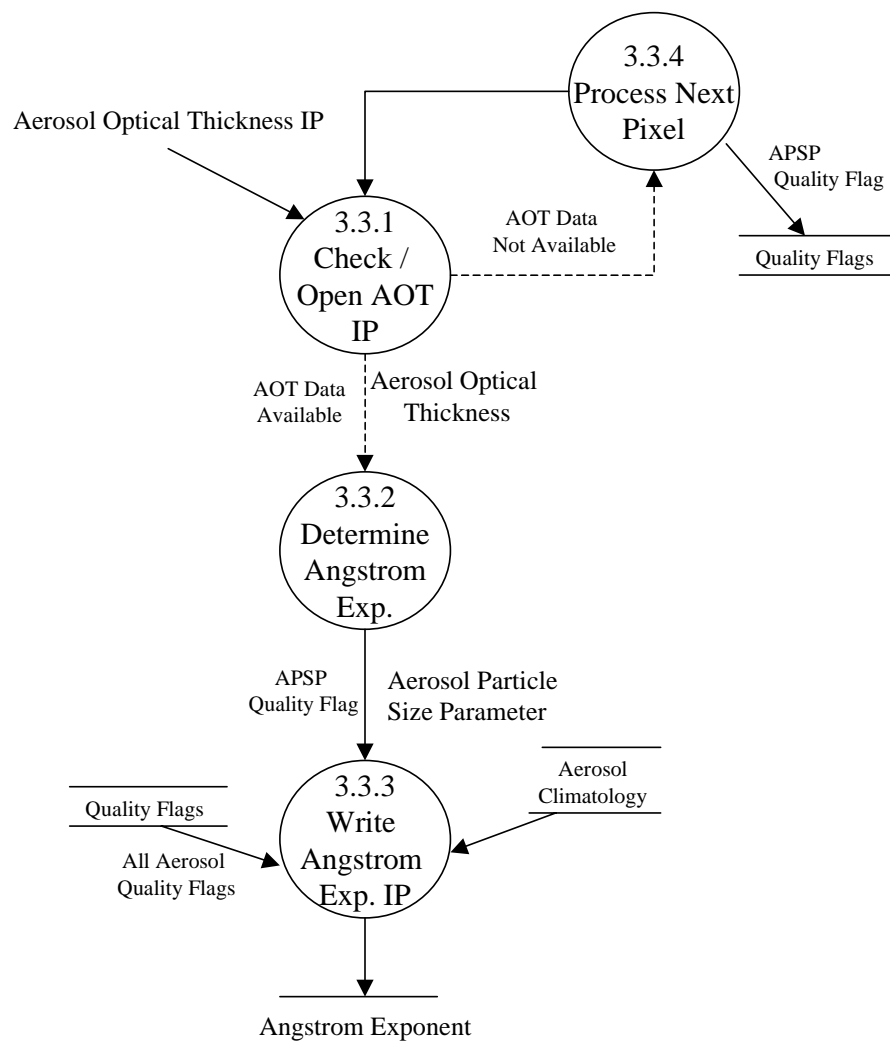 3.3.4
Process Next
Pixel
Aerosol Optical Thickness IP
APSP
Quality Flag
Quality Flags
3.3.1
Check /
Open AOT
IP
AOT Data
Not Available
AOT Data
Available
Aerosol Optical
Thickness
3.3.2
Determine
Angstrom
Exp.
APSP
Quality Flag
Aerosol Particle
Size Parameter
Quality Flags
All Aerosol
Quality Flags
3.3.3
Write
Angstrom
Exp. IP
Aerosol
Climatology
Angstrom Exponent